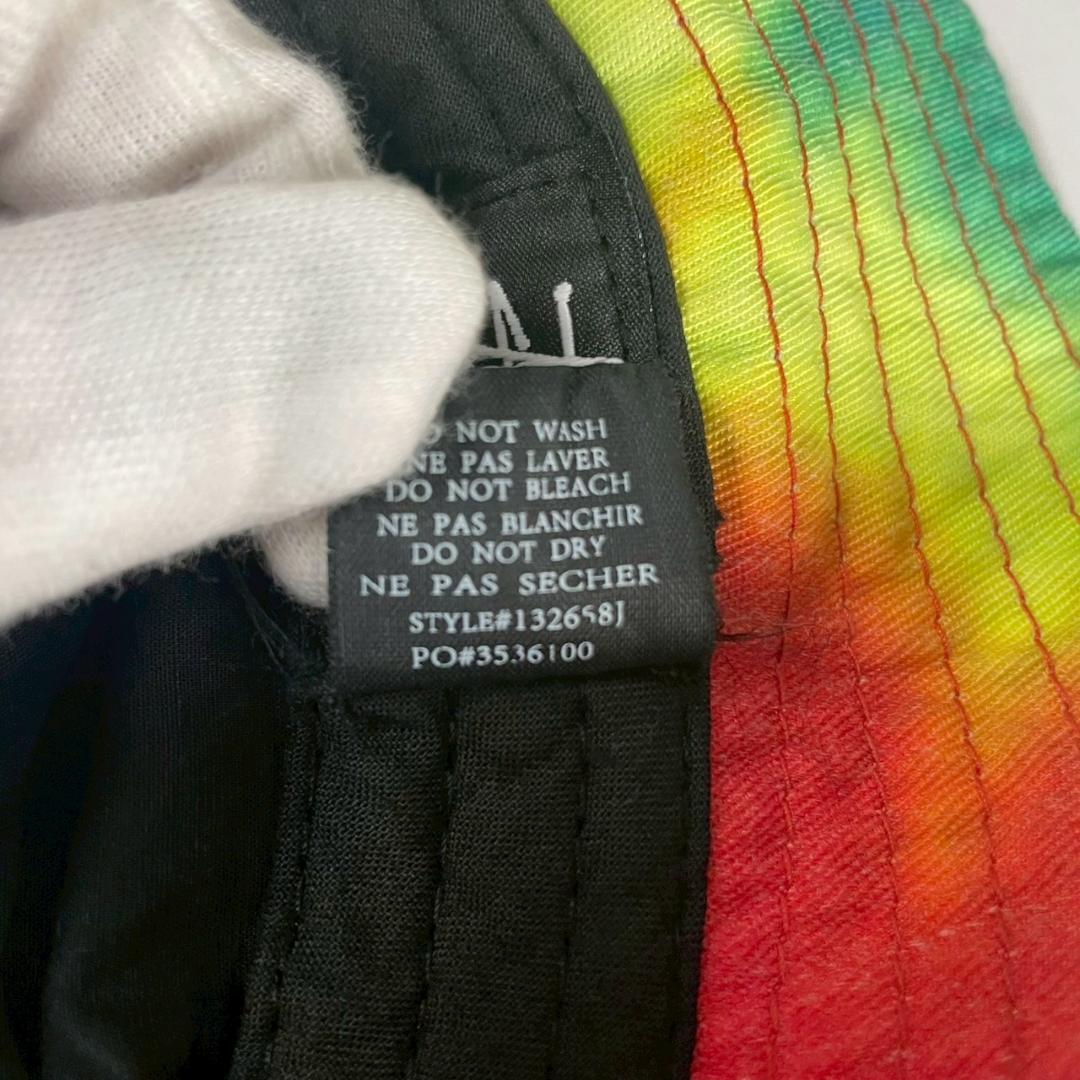 NOT WASH
NE PAS LAVER
DO NOT BLEACH
NE PAS BLANCHIR
DO NOT DRY
NE PAS SECHER
STYLE#132658J
PO#3536100